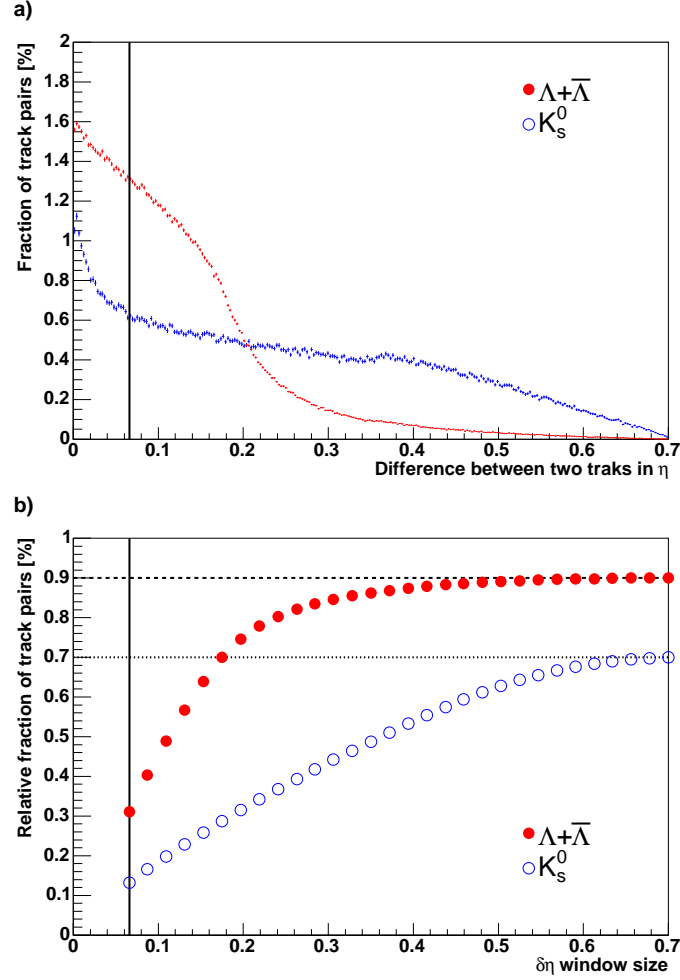 a)
Fraction of track pairs [%]
2
1.8
1.6
1.4
1.2
1
0.8
0.6
0.4
0.2
0
Λ+Λ̅
K⁰ₛ
0 0.1 0.2 0.3 0.4 0.5 0.6 0.7
Difference between two traks in η
b)
Relative fraction of track pairs [%]
1
0.9
0.8
0.7
0.6
0.5
0.4
0.3
0.2
0.1
0
Λ+Λ̅
K⁰ₛ
0 0.1 0.2 0.3 0.4 0.5 0.6 0.7
δη window size